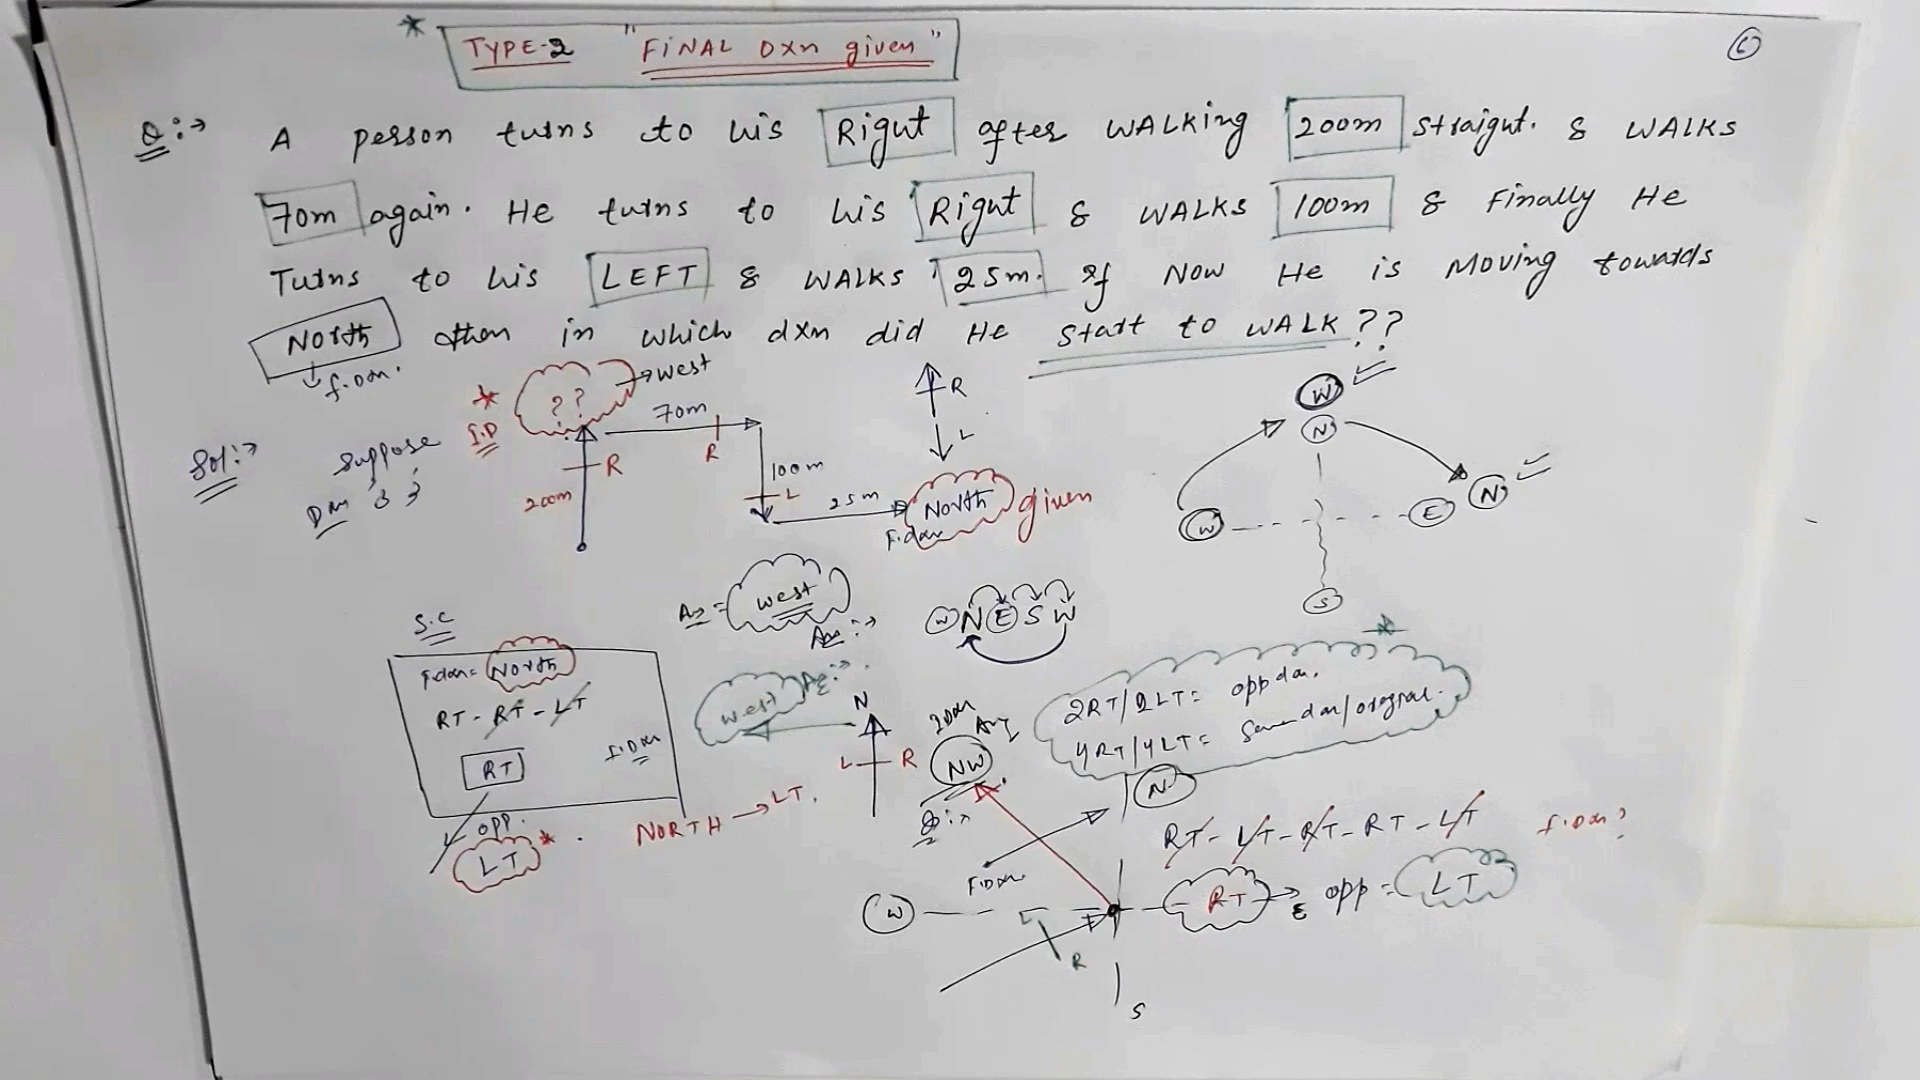 * TYPE-2 "FINAL Dxn given"
Q:→ A person turns to his Right after WALKing 200m straight. & WALKS
70m again. He turns to his Right & WALKS 100m & Finally He
Turns to his LEFT & WALKS 25m. If Now He is Moving towards
North then in which dxn did He start to WALK??
f.Dxn.
Sol:→ Suppose
I.D ?? → west
70m
R
R
200m
100m
L
25m
North given
F.dxn
R
L
W
N
W
E
N
S
Ans = west
Ans:→
W N E S W
S.C
F.dxn = North
RT - RT - LT
RT
f.Dxn
opp.
LT
NORTH → LT.
west
N
L R
NW
2RT/2LT = opp dxn.
4RT/4LT = Same dxn/original.
N
RT - LT - RT - RT - LT f.Dxn?
RT opp = LT
F.Dxn
W
E
L
R
S